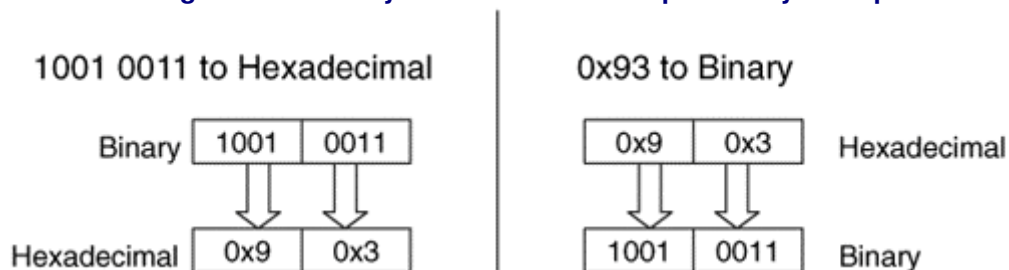 1001 0011 to Hexadecimal
Binary 1001 0011
Hexadecimal 0x9 0x3
0x93 to Binary
0x9 0x3 Hexadecimal
1001 0011 Binary